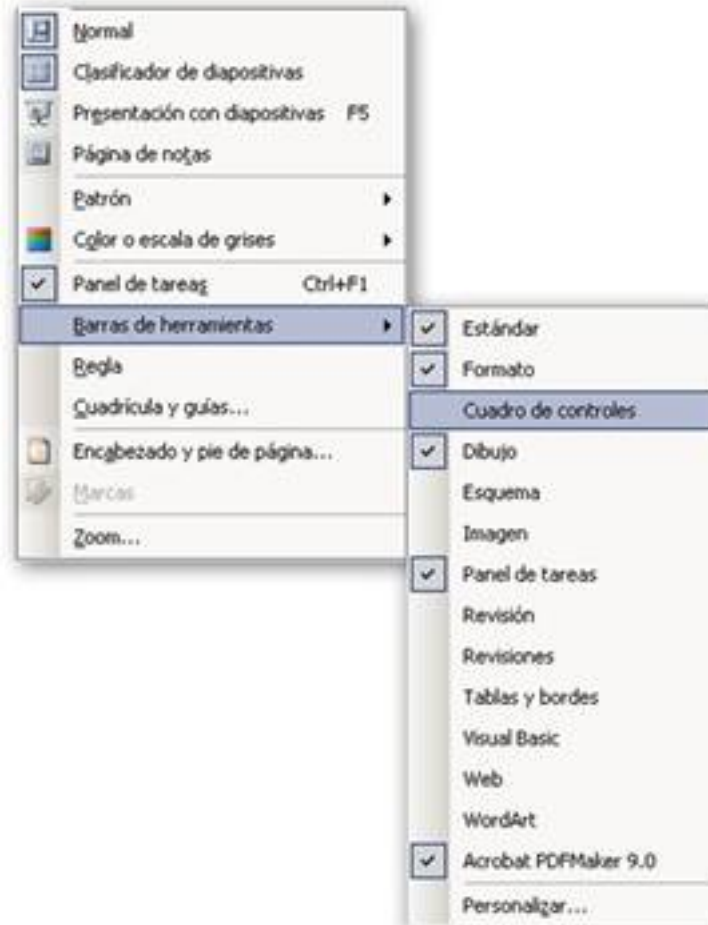 Normal
Clasificador de diapositivas
Presentación con diapositivas F5
Página de notas
Patrón
Color o escala de grises
Panel de tareas Ctrl+F1
Barras de herramientas
Regla
Cuadrícula y guías...
Encabezado y pie de página...
Marcas
Zoom...
Estándar
Formato
Cuadro de controles
Dibujo
Esquema
Imagen
Panel de tareas
Revisión
Revisiones
Tablas y bordes
Visual Basic
Web
WordArt
Acrobat PDFMaker 9.0
Personalizar...